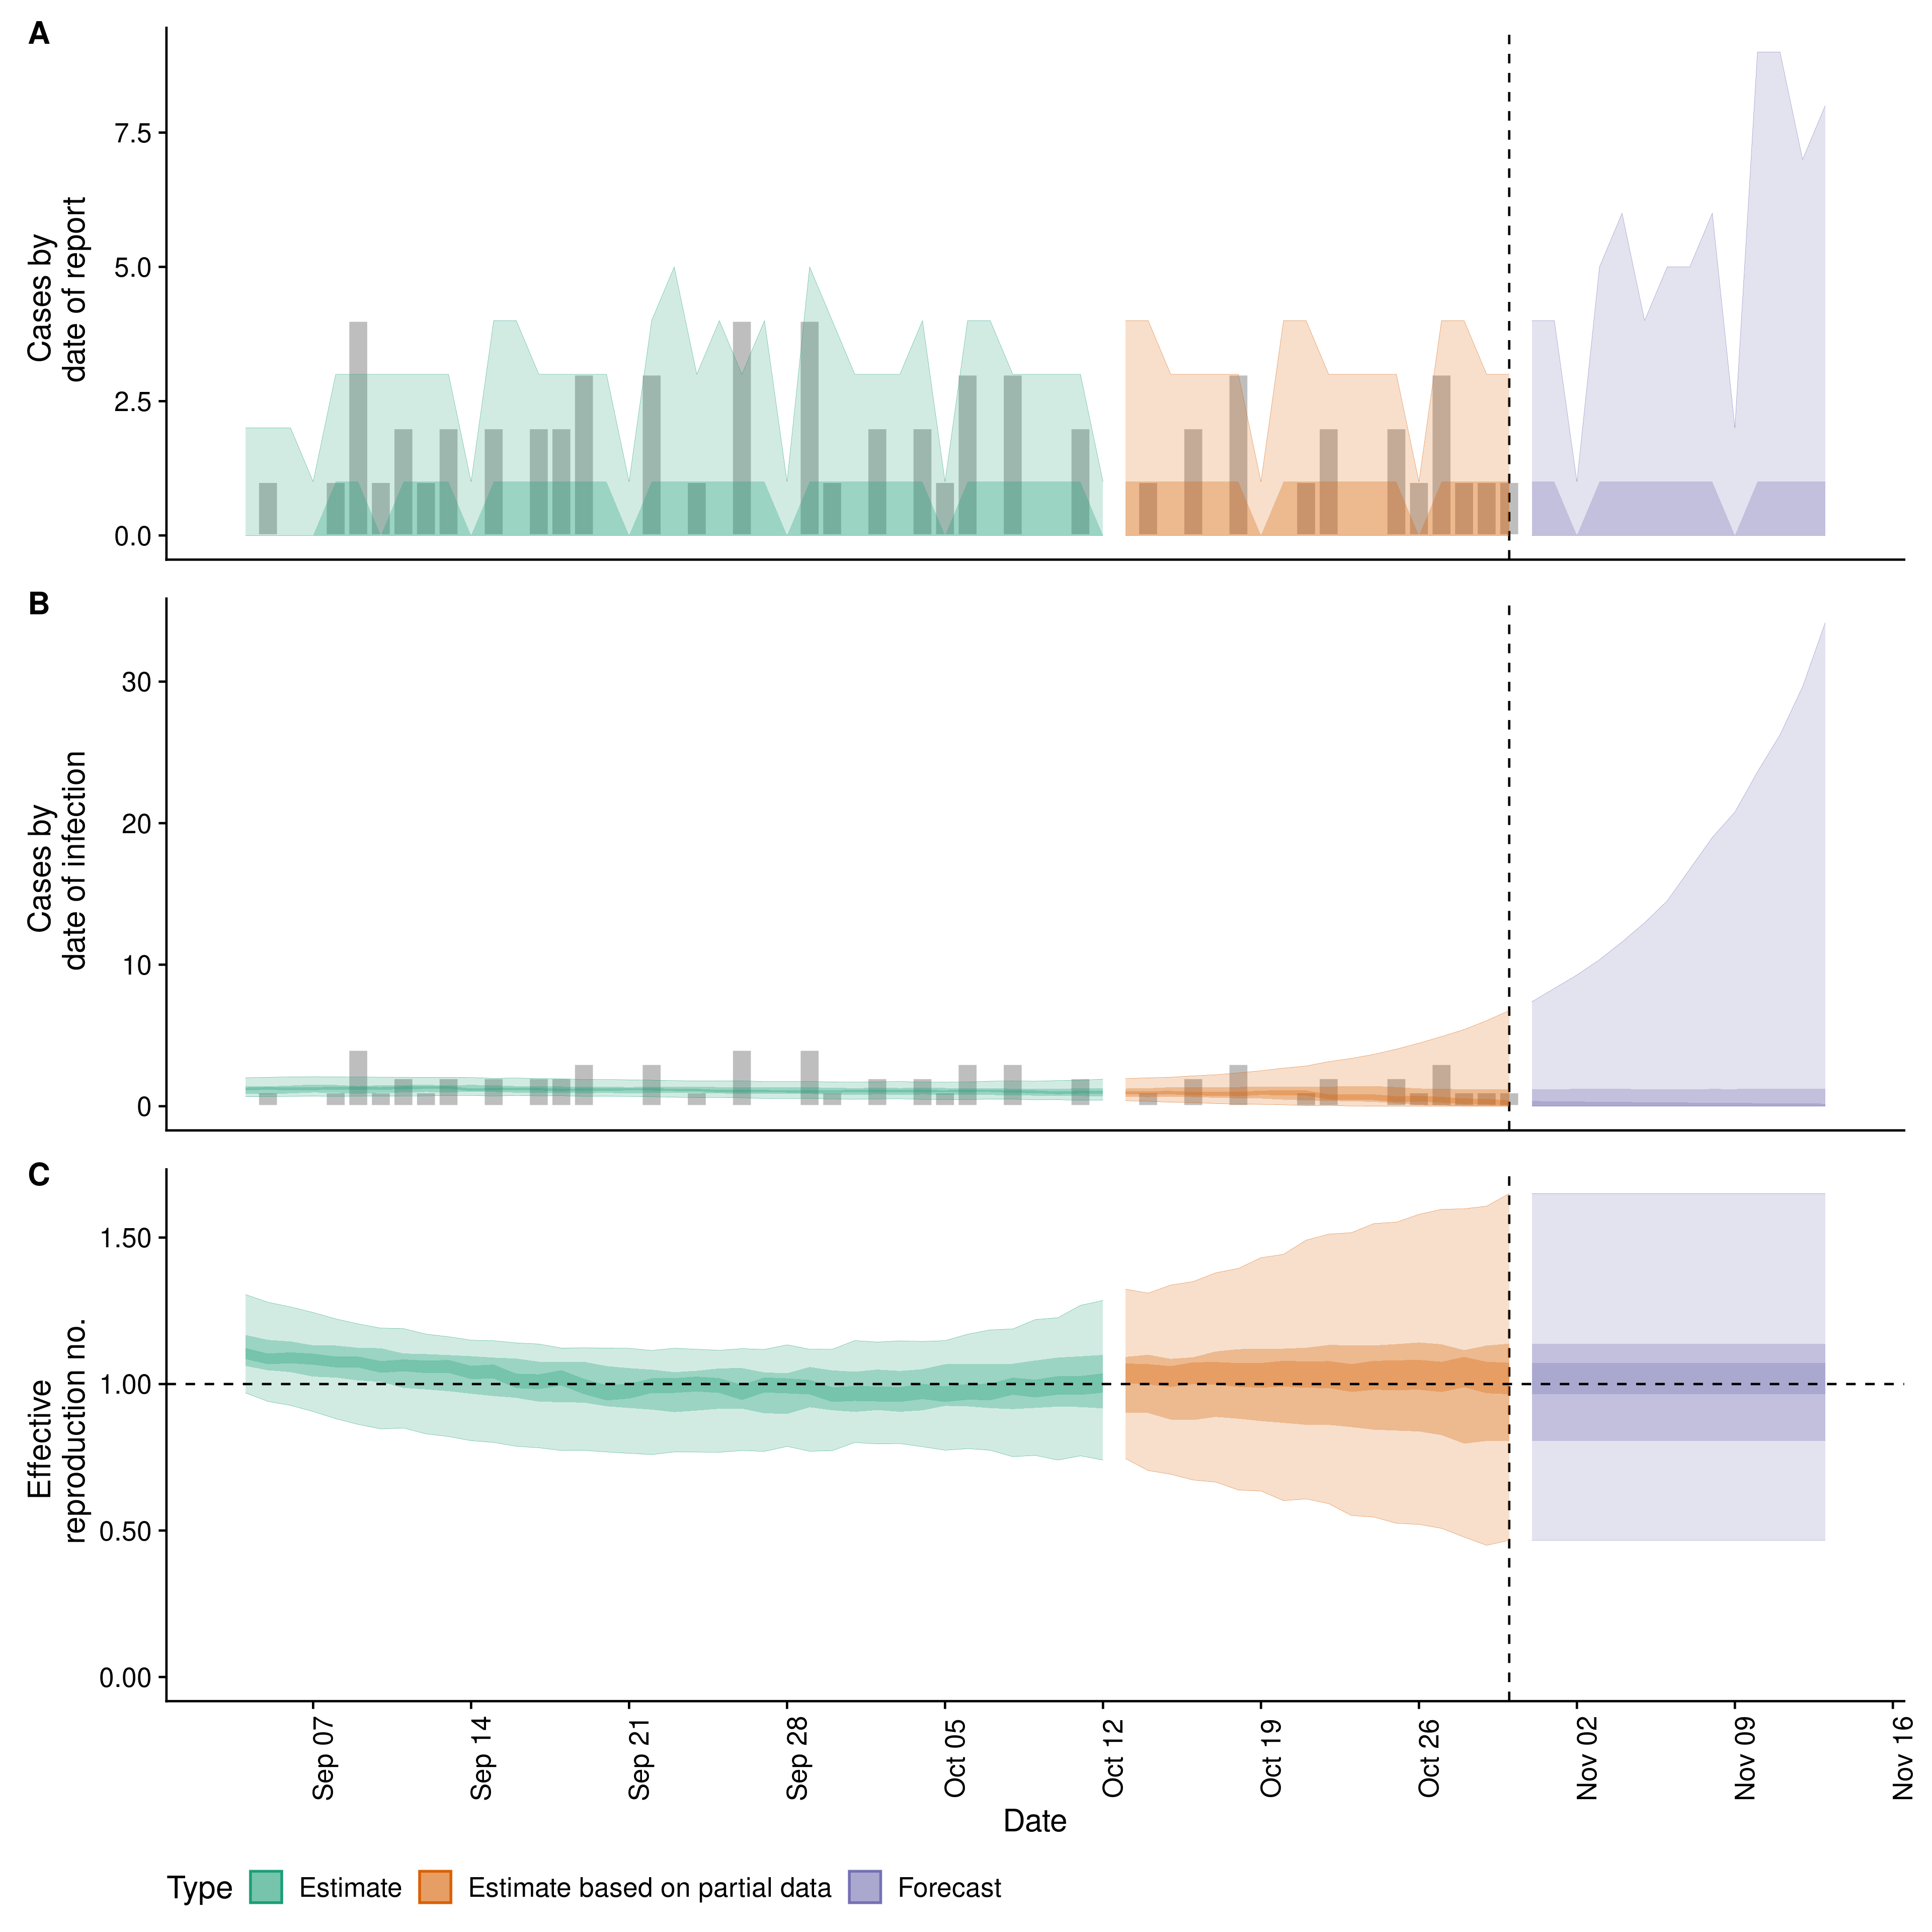 A
Cases by
date of report
7.5
5.0
2.5
0.0
B
Cases by
date of infection
30
20
10
0
C
Effective
reproduction no.
1.50
1.00
0.50
0.00
Sep 07
Sep 14
Sep 21
Sep 28
Oct 05
Oct 12
Oct 19
Oct 26
Nov 02
Nov 09
Nov 16
Date
Type Estimate Estimate based on partial data Forecast